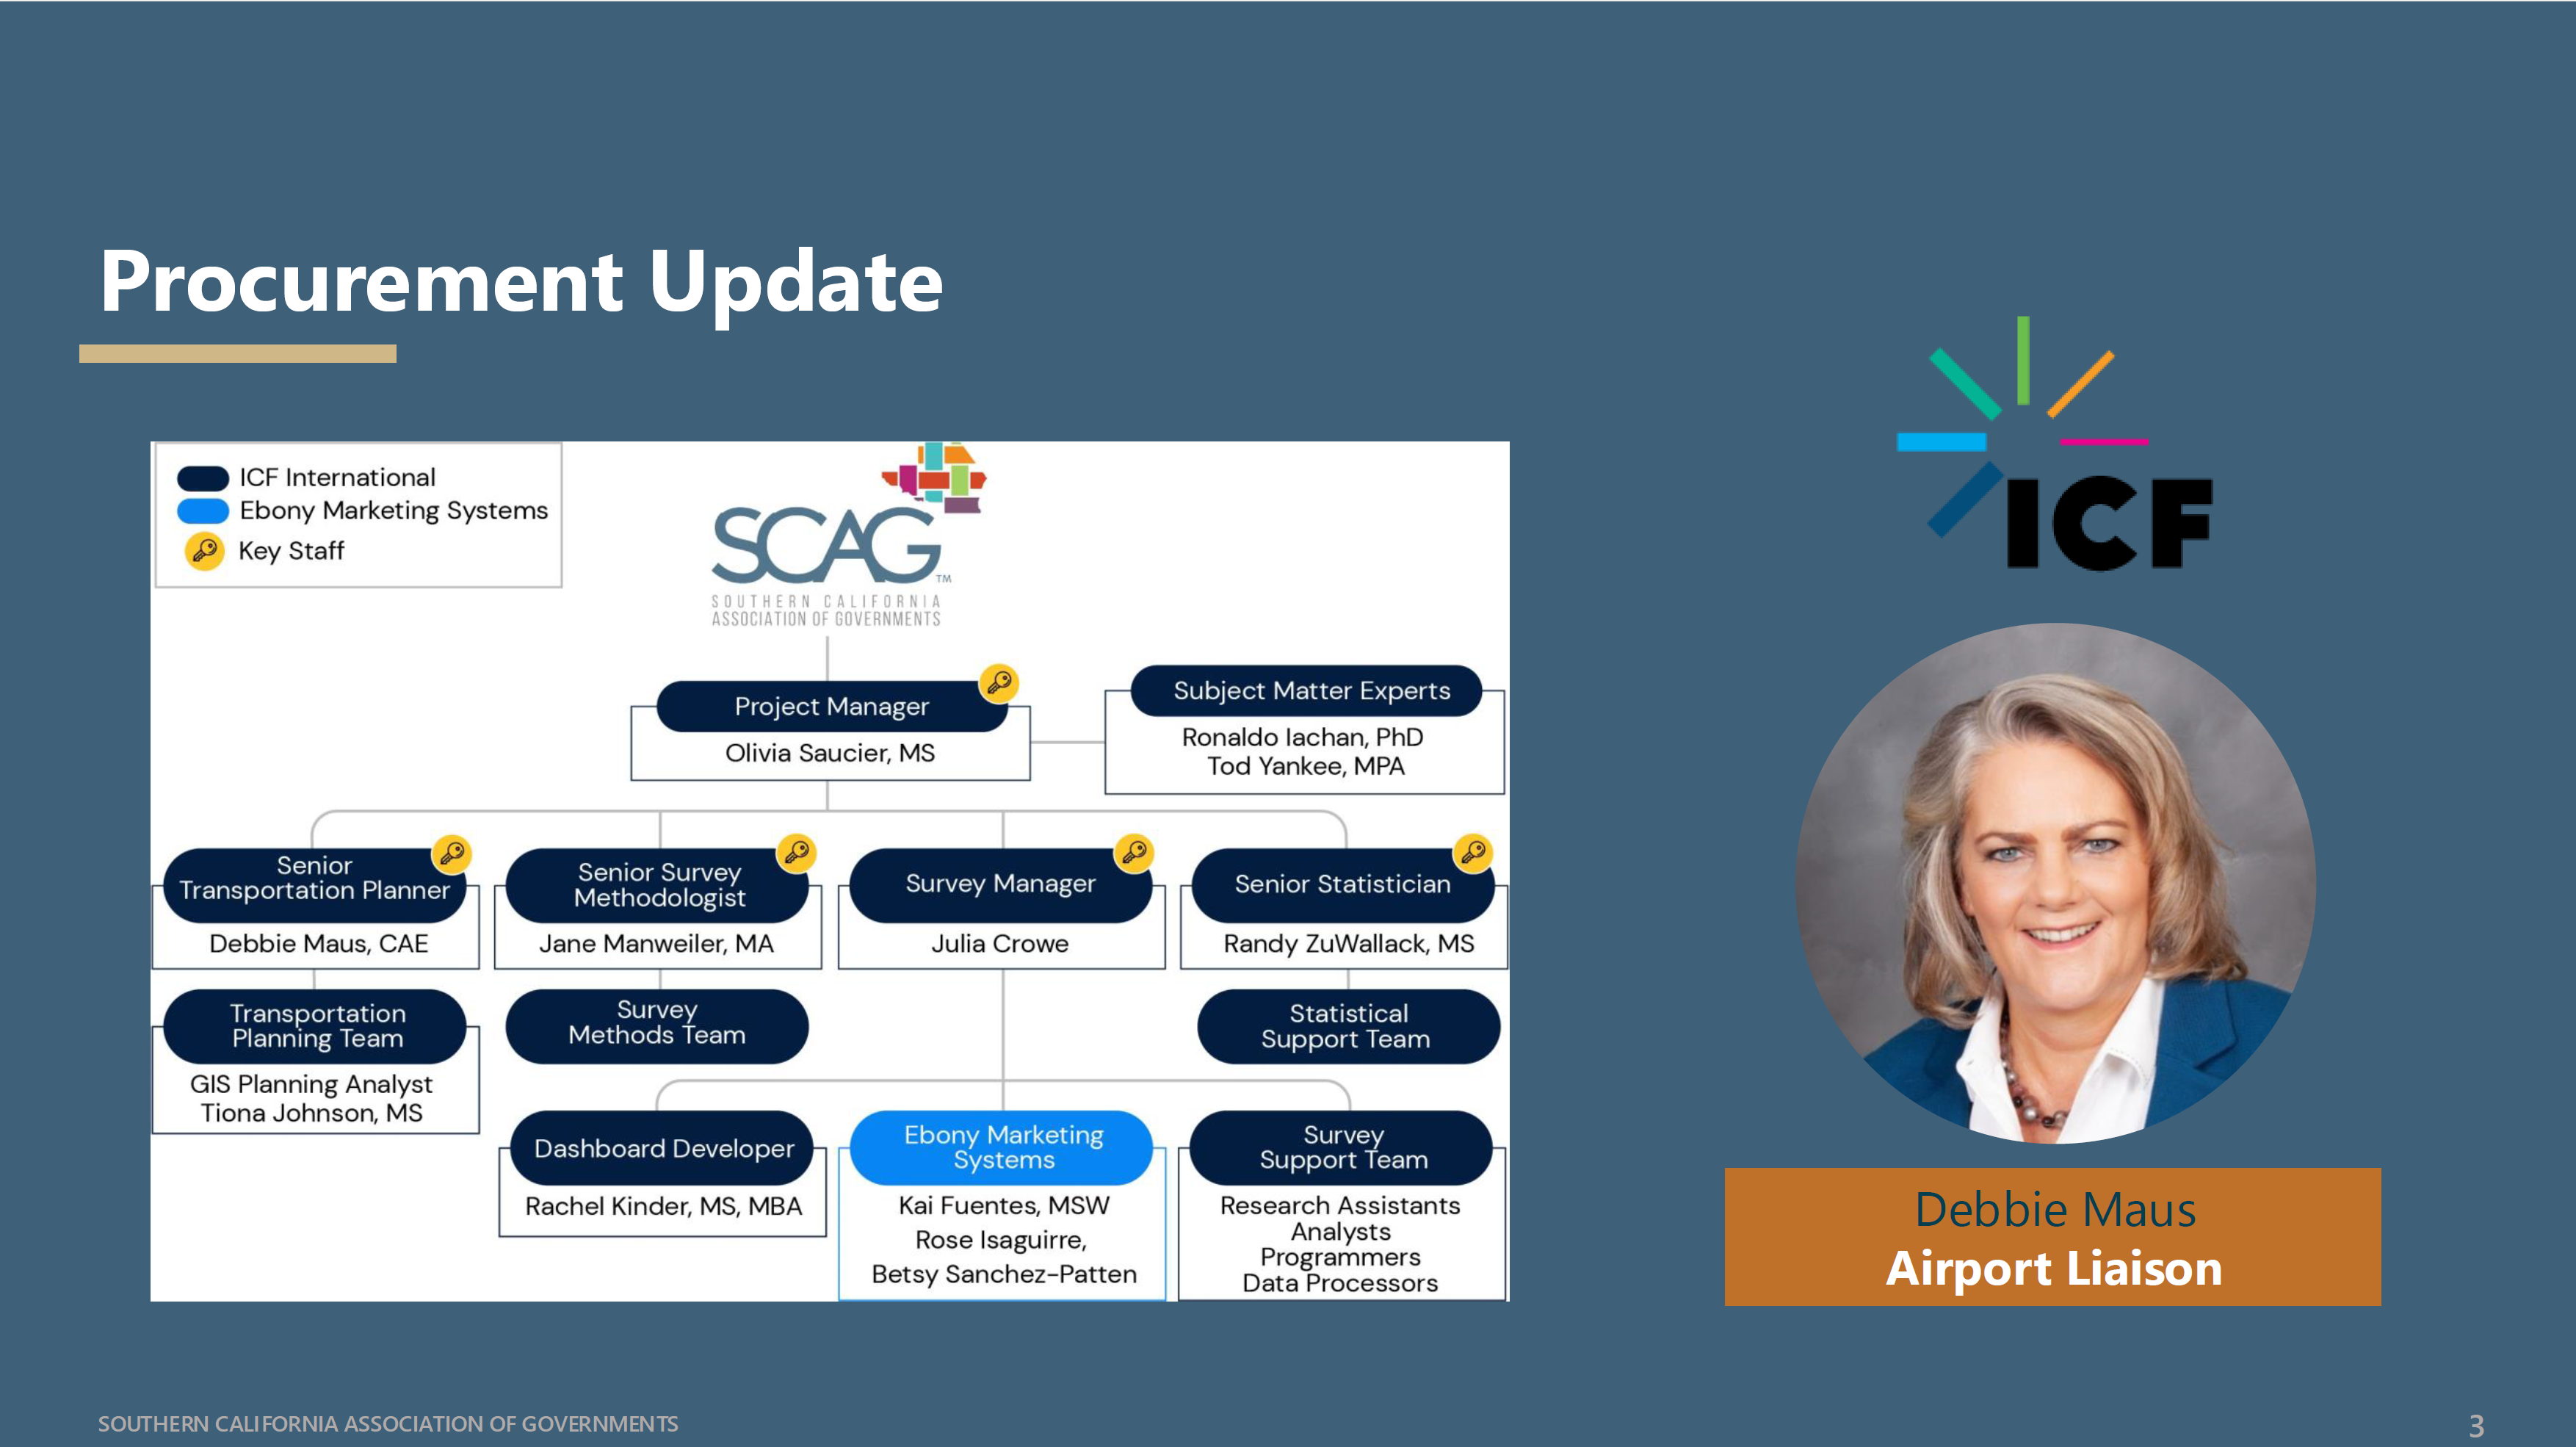 Procurement Update
ICF International
Ebony Marketing Systems
Key Staff
SCAG™
SOUTHERN CALIFORNIA
ASSOCIATION OF GOVERNMENTS
Project Manager
Olivia Saucier, MS
Subject Matter Experts
Ronaldo Iachan, PhD
Tod Yankee, MPA
Senior
Transportation Planner
Debbie Maus, CAE
Senior Survey
Methodologist
Jane Manweiler, MA
Survey Manager
Julia Crowe
Senior Statistician
Randy ZuWallack, MS
Transportation
Planning Team
GIS Planning Analyst
Tiona Johnson, MS
Survey
Methods Team
Statistical
Support Team
Dashboard Developer
Rachel Kinder, MS, MBA
Ebony Marketing
Systems
Kai Fuentes, MSW
Rose Isaguirre,
Betsy Sanchez-Patten
Survey
Support Team
Research Assistants
Analysts
Programmers
Data Processors
ICF
Debbie Maus
Airport Liaison
SOUTHERN CALIFORNIA ASSOCIATION OF GOVERNMENTS
3